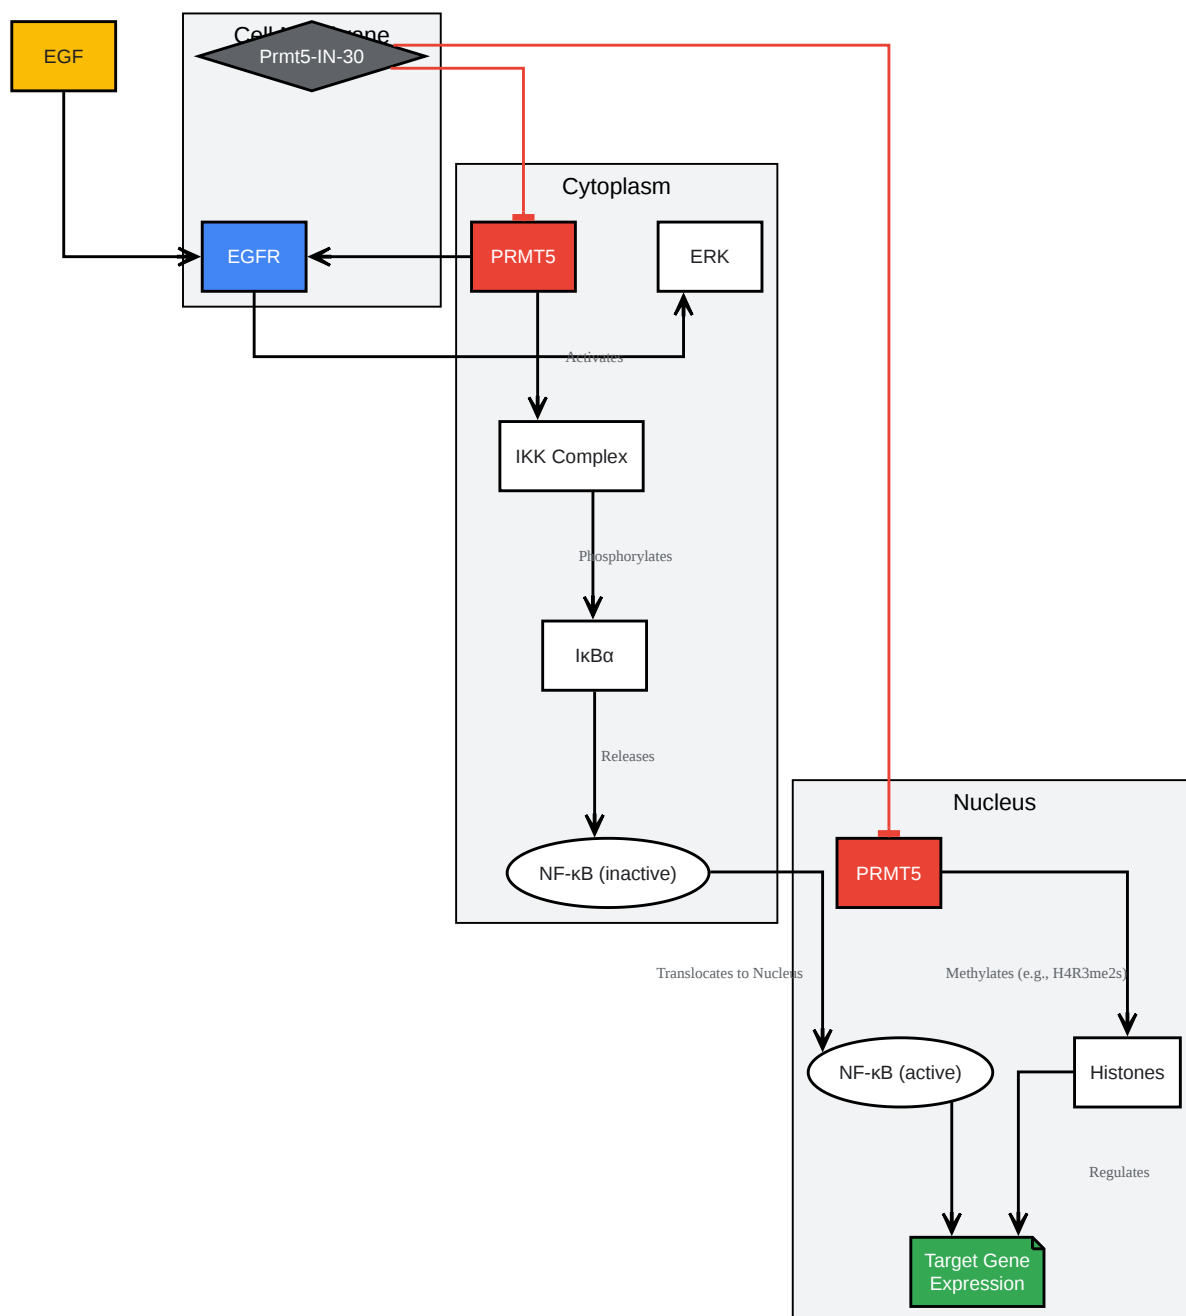 EGF
Prmt5-IN-30
Cytoplasm
EGFR
PRMT5
ERK
Activates
IKK Complex
Phosphorylates
IκBα
Releases
Nucleus
NF-κB (inactive)
PRMT5
Translocates to Nucleus
Methylates (e.g., H4R3me2s)
NF-κB (active)
Histones
Regulates
Target Gene
Expression